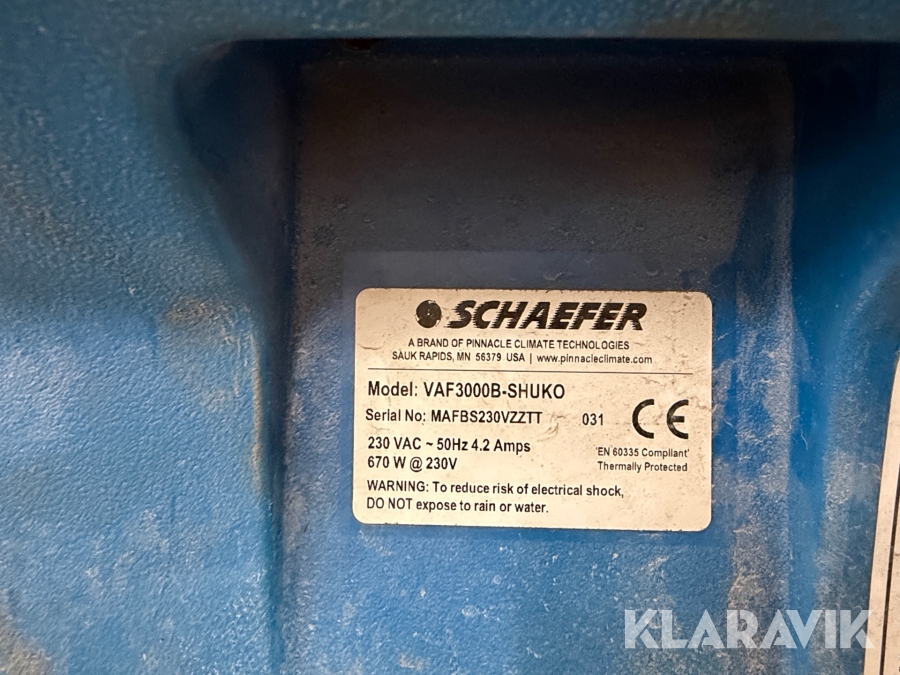 SCHAEFER
A BRAND OF PINNACLE CLIMATE TECHNOLOGIES
SAUK RAPIDS, MN 56379 USA | www.pinnacleclimate.com
Model: VAF3000B-SHUKO
Serial No: MAFBS230VZZTT 031 CE
230 VAC ~ 50Hz 4.2 Amps
670 W @ 230V
'EN 60335 Compliant'
Thermally Protected
WARNING: To reduce risk of electrical shock,
DO NOT expose to rain or water.
KLARAVIK